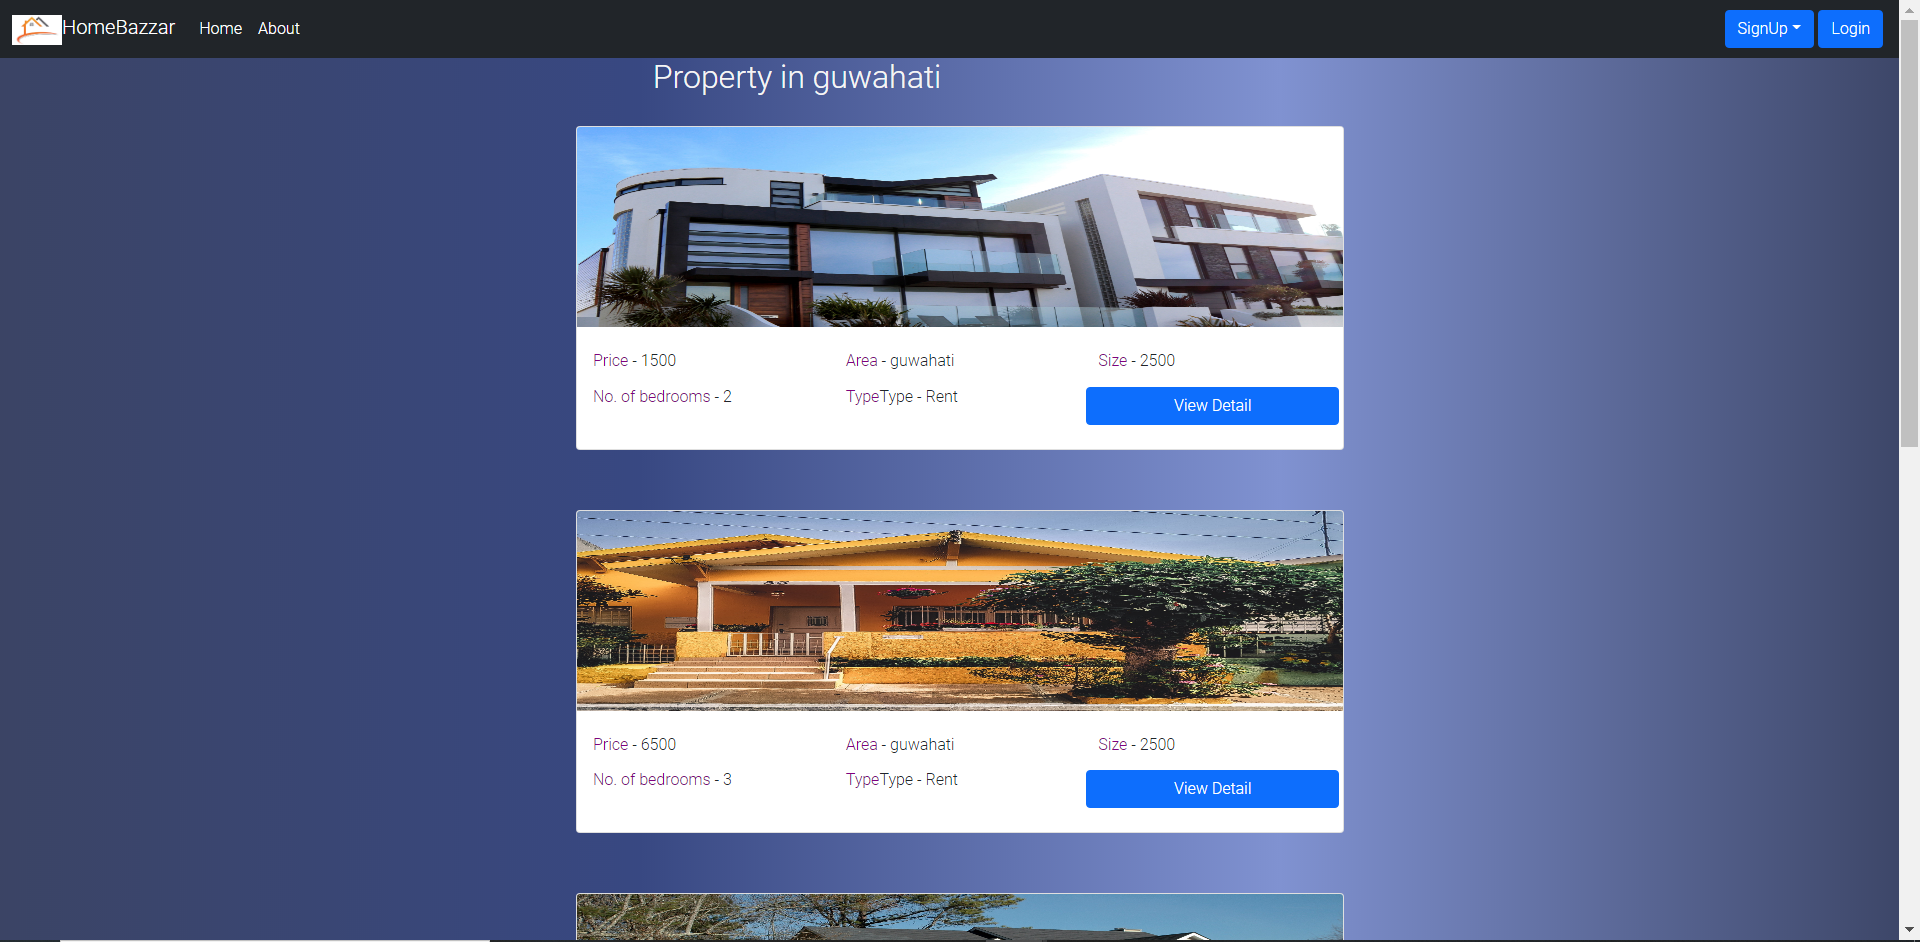 HomeBazzar Home About SignUp Login
Property in guwahati
Price - 1500 Area - guwahati Size - 2500
No. of bedrooms - 2 TypeType - Rent View Detail
Price - 6500 Area - guwahati Size - 2500
No. of bedrooms - 3 TypeType - Rent View Detail